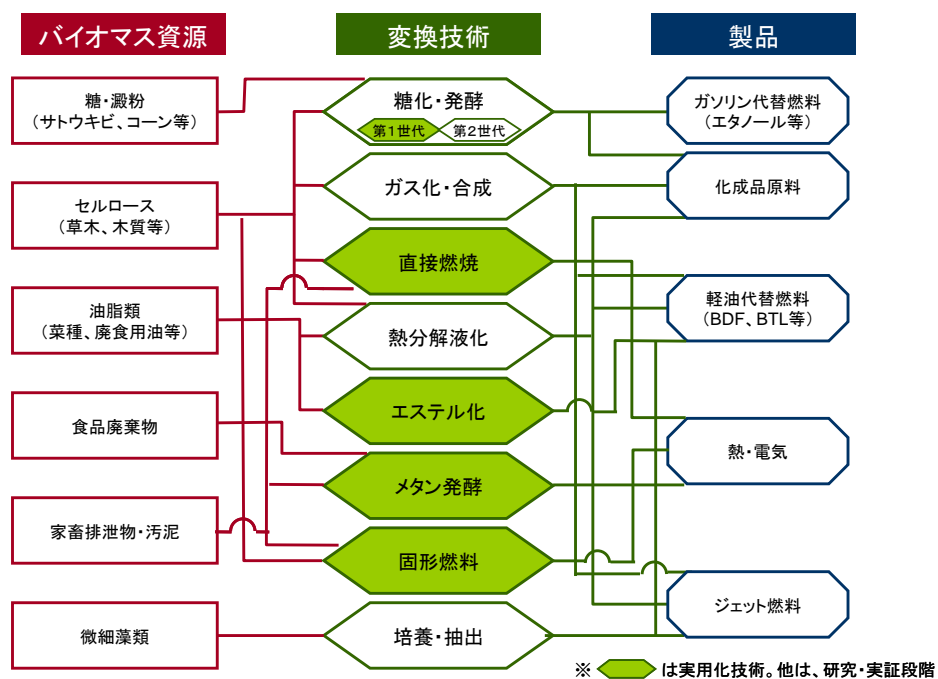 バイオマス資源
変換技術
製品
糖・澱粉
(サトウキビ、コーン等)
セルロース
(草木、木質等)
油脂類
(菜種、廃食用油等)
食品廃棄物
家畜排泄物・汚泥
微細藻類
糖化・発酵
第1世代
第2世代
ガス化・合成
直接燃焼
熱分解液化
エステル化
メタン発酵
固形燃料
培養・抽出
ガソリン代替燃料
(エタノール等)
化成品原料
軽油代替燃料
(BDF、BTL等)
熱・電気
ジェット燃料
※ は実用化技術。他は、研究・実証段階